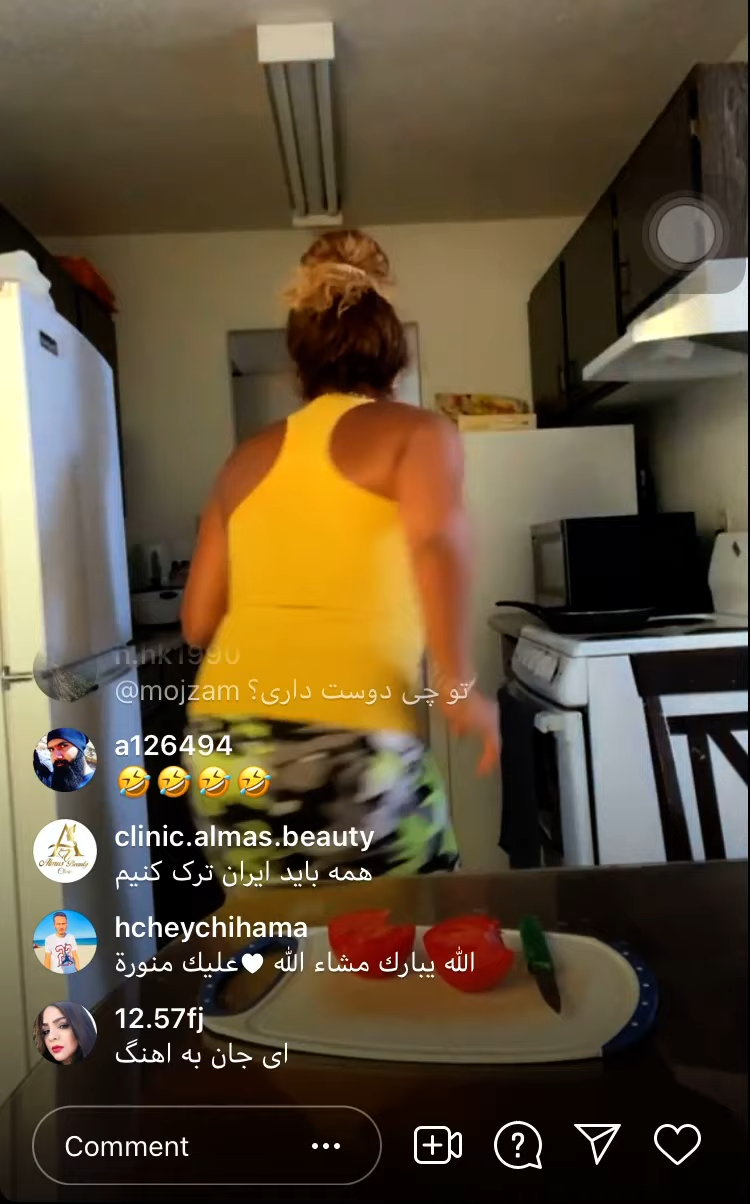 n.nk1990
@mojzam تو چی دوست داری؟
a126494
🤣🤣🤣🤣
clinic.almas.beauty
همه باید ایران ترک کنیم
hcheychihama
الله يبارك مشاء الله 🤍عليك منورة
12.57fj
ای جان به اهنگ
Comment